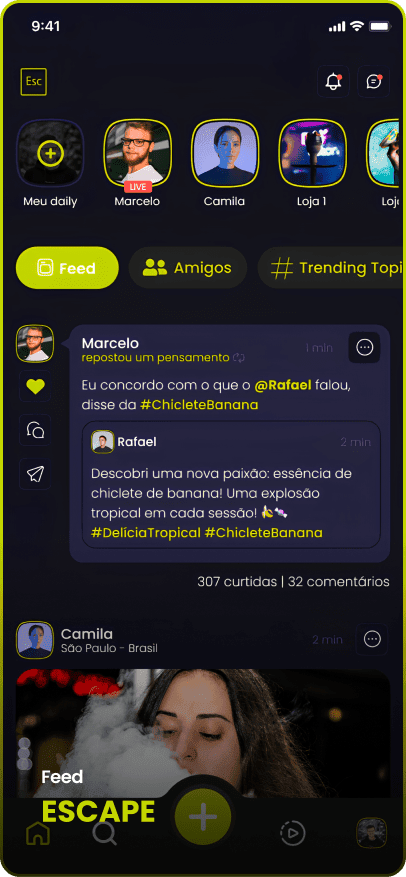 9:41
Esc
LIVE
Meu daily
Marcelo
Camila
Loja 1
Loj
Feed
Amigos
Trending Topi
Marcelo
1 min
repostou um pensamento
Eu concordo com o que o @Rafael falou,
disse da #ChicleteBanana
Rafael
2 min
Descobri uma nova paixão: essência de
chiclete de banana! Uma explosão
tropical em cada sessão! 🍌🍬
#DelíciaTropical #ChicleteBanana
307 curtidas | 32 comentários
Camila
2 min
São Paulo - Brasil
Feed
ESCAPE